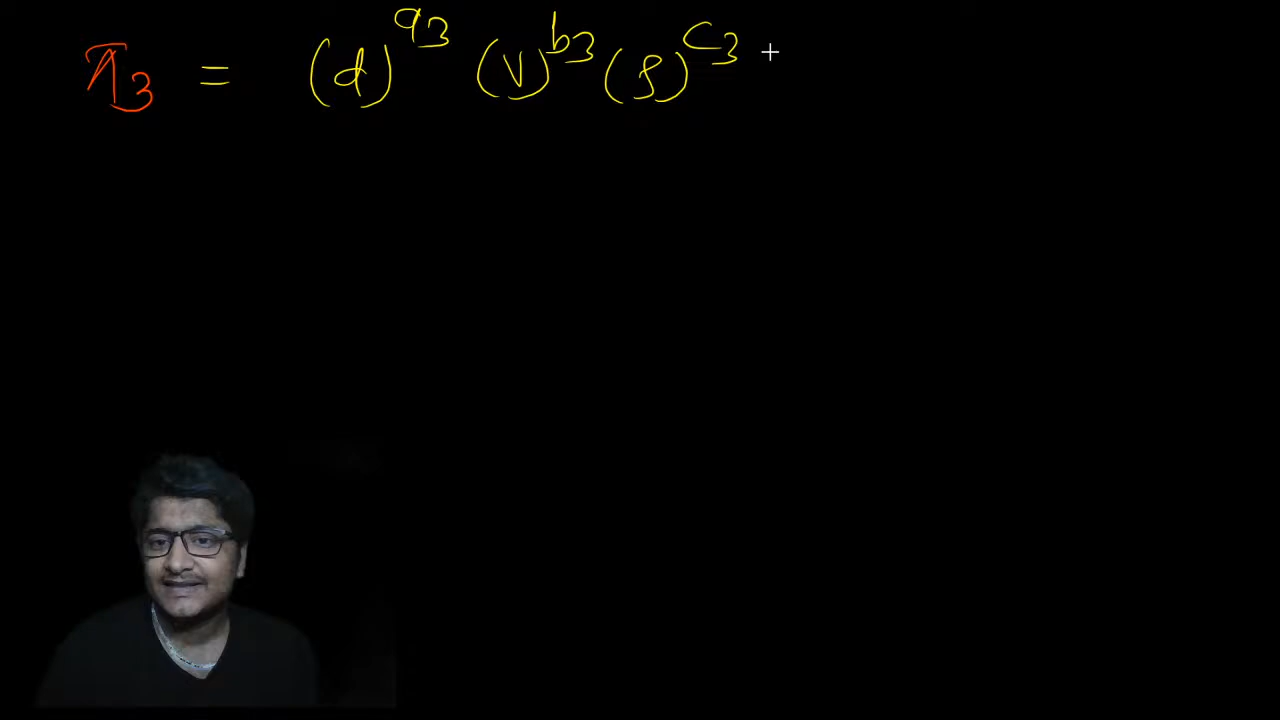 π₃ = (d)^a₃ (V)^b₃ (ρ)^c₃